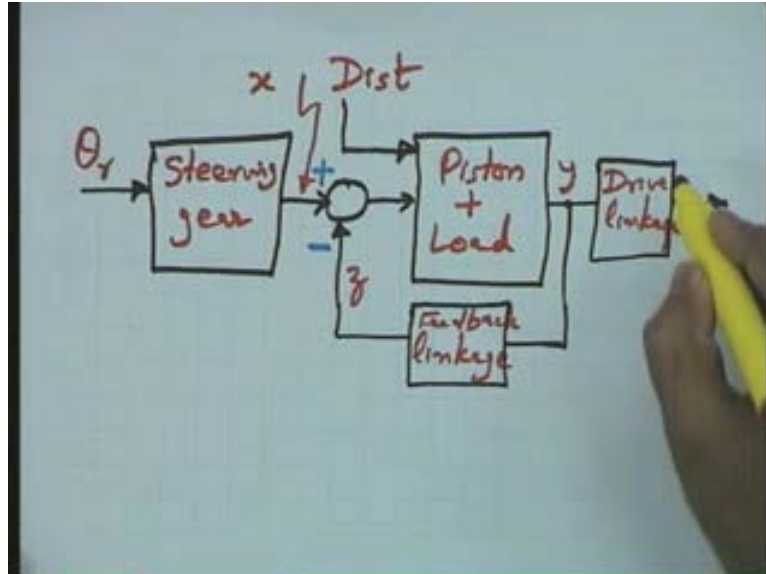 x Dist
θr
Steering
gear
+
-
Piston
+
Load
y
Drive
linkage
z
Feedback
linkage